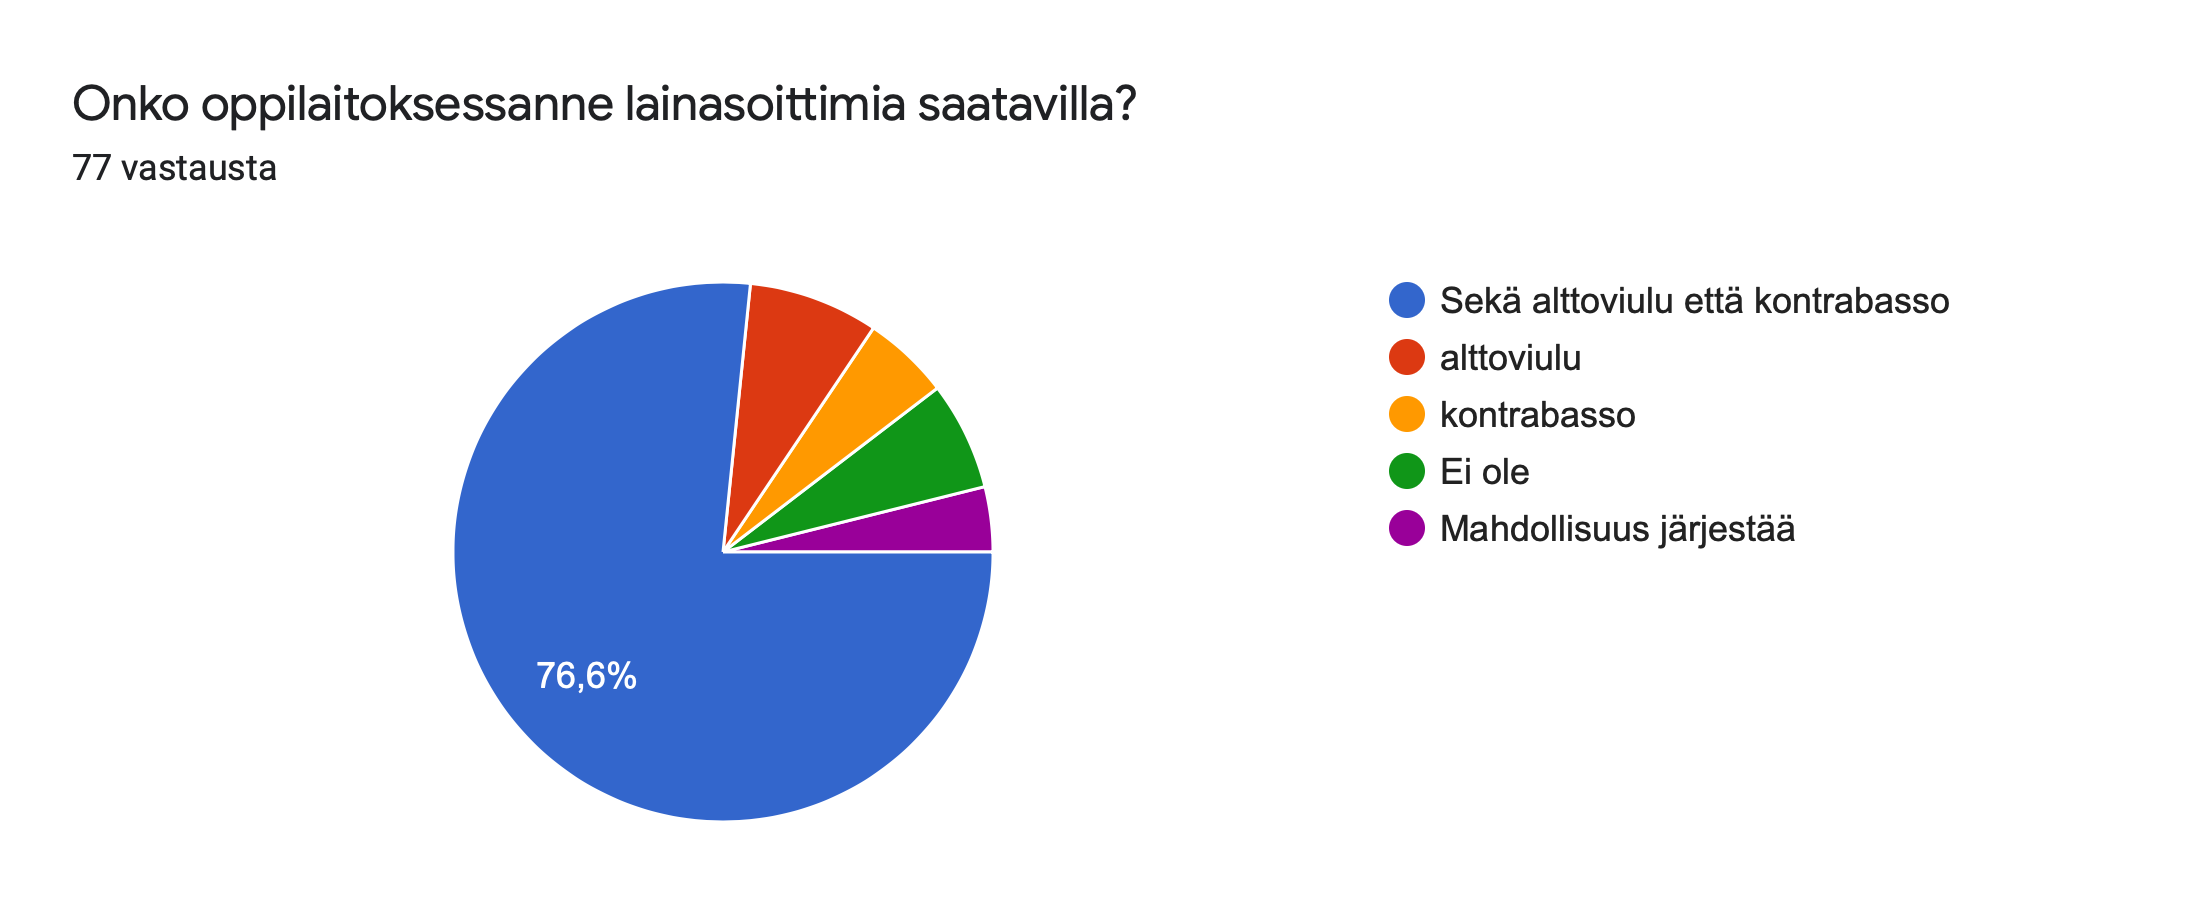 Onko oppilaitoksessanne lainasoittimia saatavilla?
77 vastausta
Sekä alttoviulu että kontrabasso
alttoviulu
kontrabasso
Ei ole
Mahdollisuus järjestää
76,6%